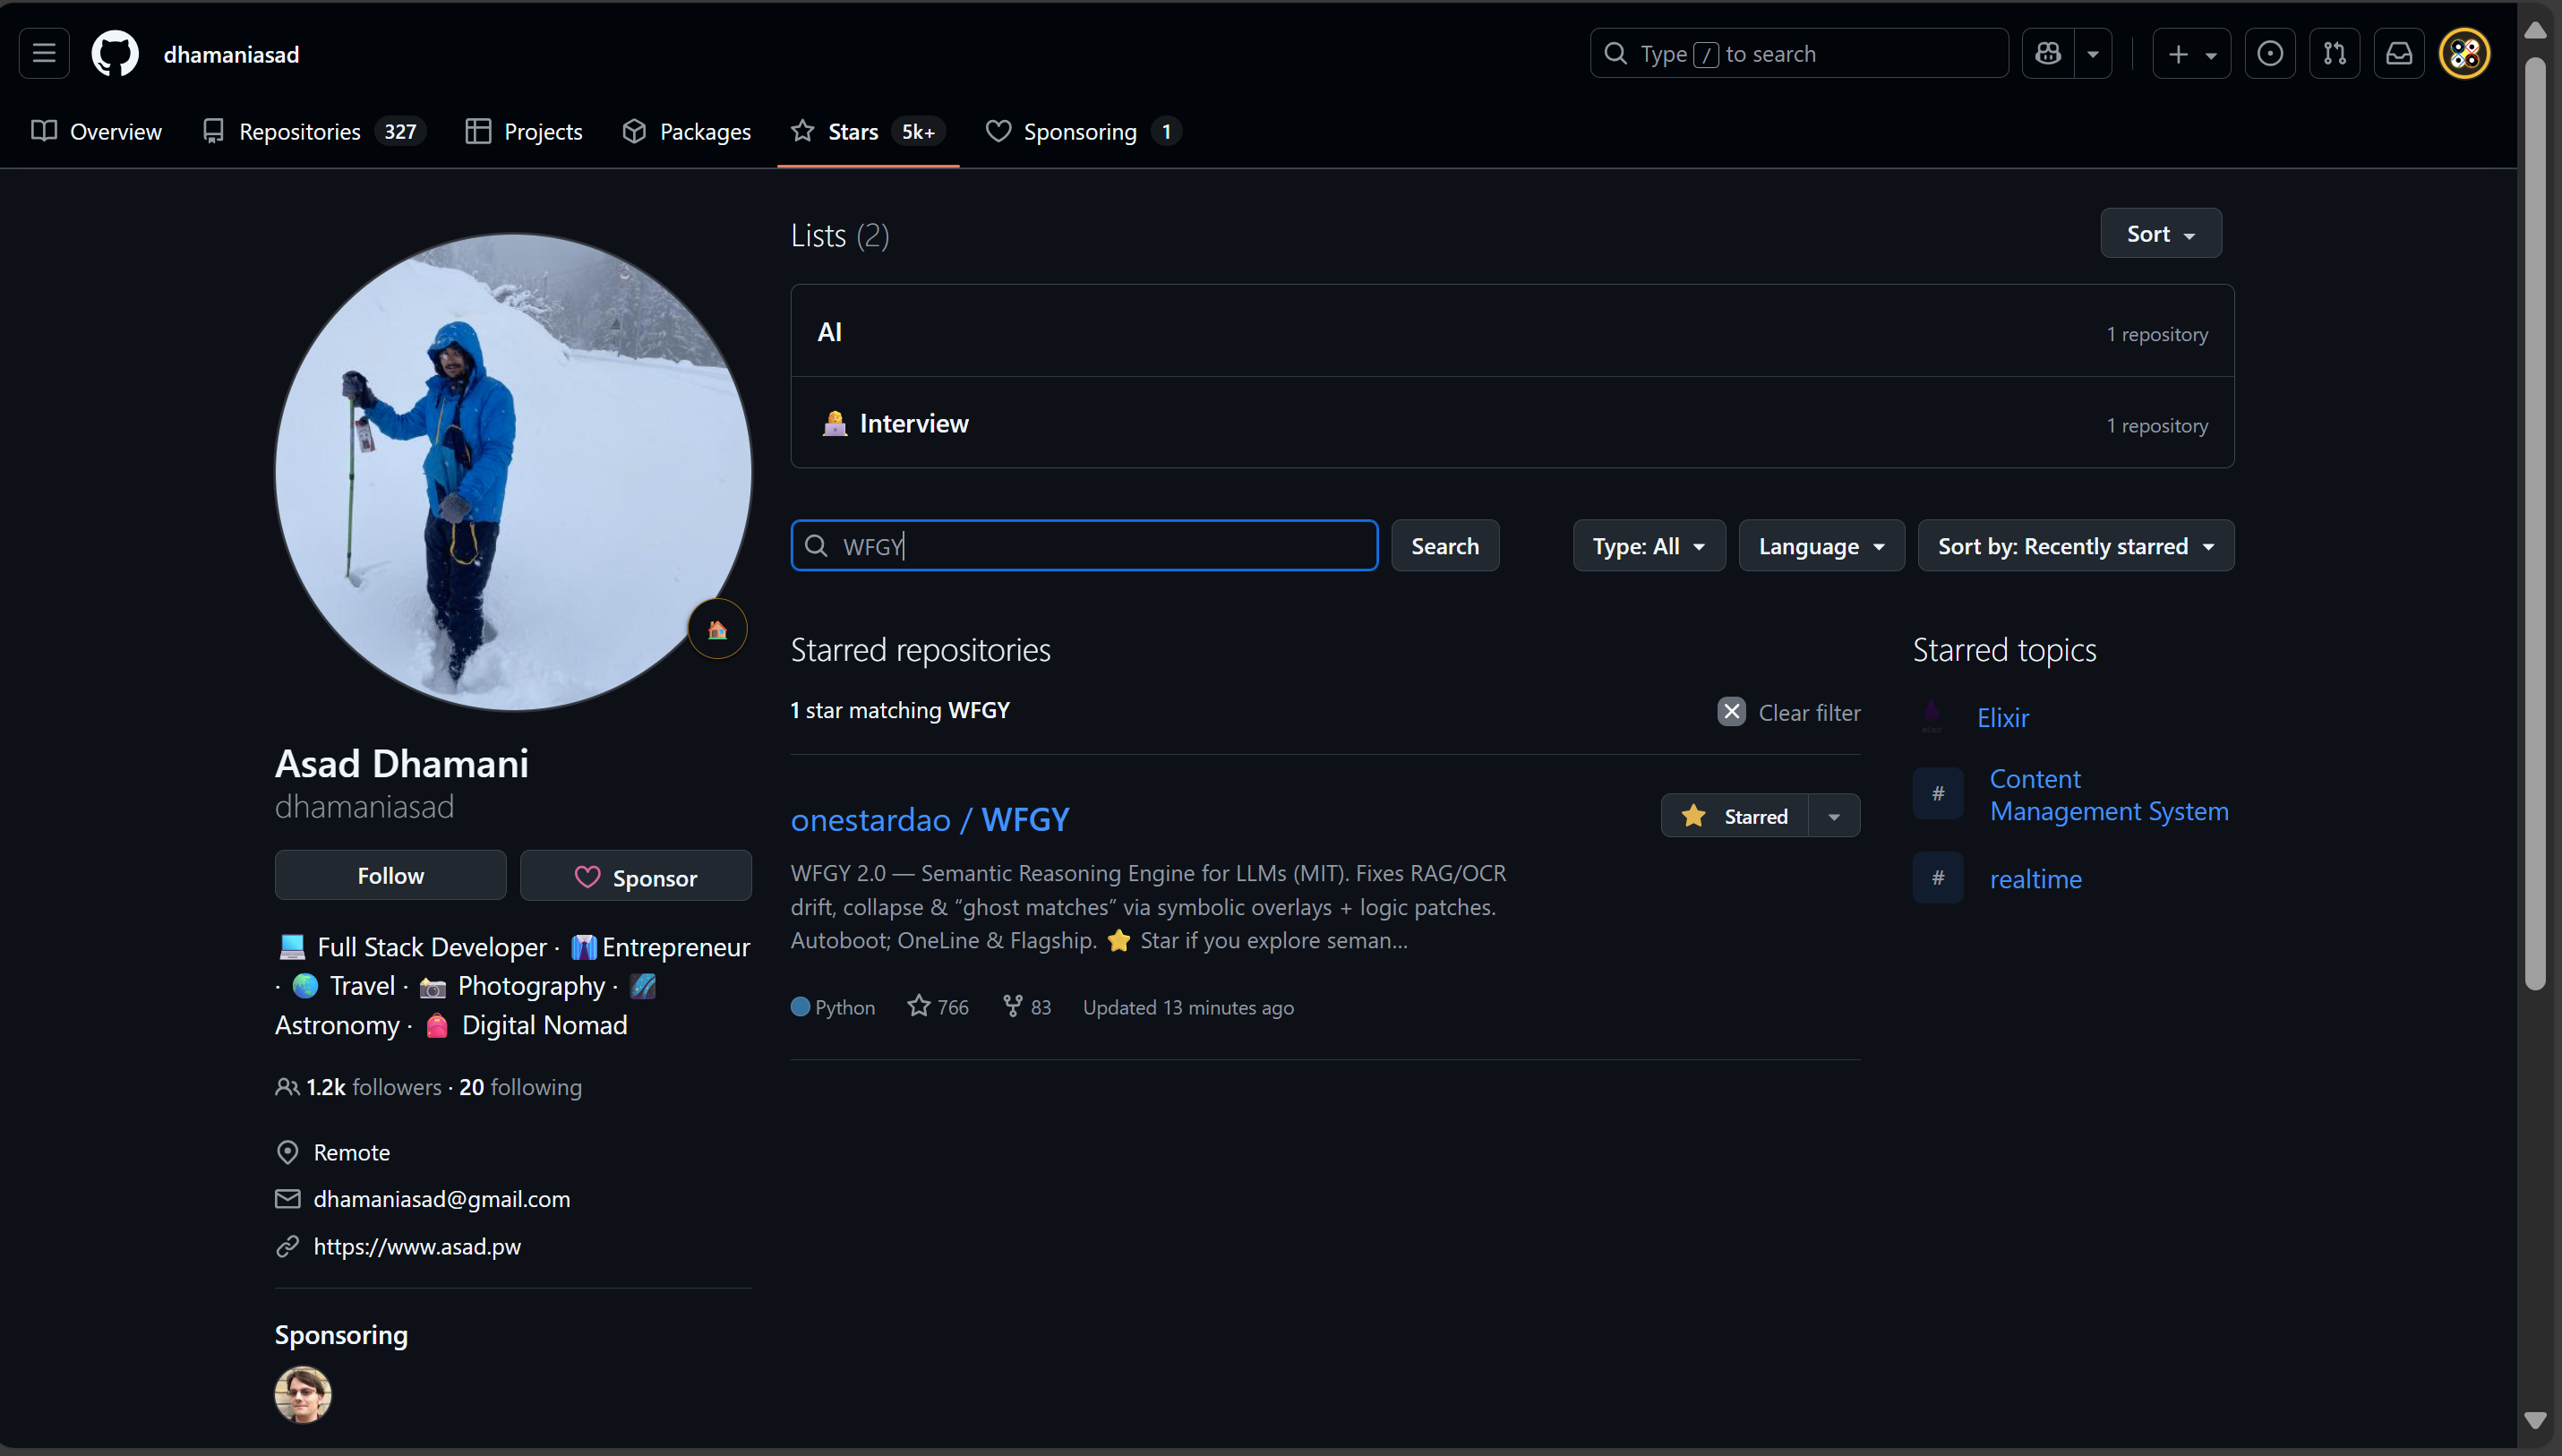 dhamaniasad
Type / to search
Overview
Repositories 327
Projects
Packages
Stars 5k+
Sponsoring 1
Lists (2)
Sort
AI
1 repository
Interview
1 repository
WFGY
Search
Type: All
Language
Sort by: Recently starred
Starred repositories
1 star matching WFGY
Clear filter
onestardao / WFGY
Starred
WFGY 2.0 — Semantic Reasoning Engine for LLMs (MIT). Fixes RAG/OCR
drift, collapse & “ghost matches” via symbolic overlays + logic patches.
Autoboot; OneLine & Flagship. ⭐ Star if you explore seman...
Python
766
83
Updated 13 minutes ago
Starred topics
elixir
Elixir
#
Content
Management System
#
realtime
Asad Dhamani
dhamaniasad
Follow
Sponsor
💻 Full Stack Developer · 👔Entrepreneur
· 🌏 Travel · 📸 Photography · 🌌
Astronomy · 🎒 Digital Nomad
1.2k followers · 20 following
Remote
dhamaniasad@gmail.com
https://www.asad.pw
Sponsoring